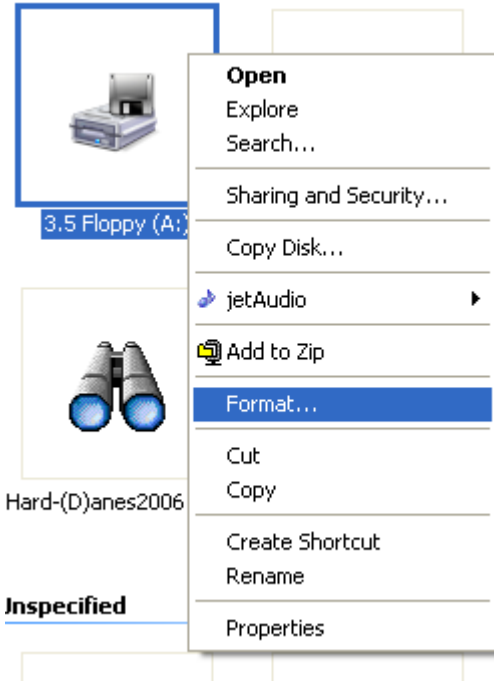 Open
Explore
Search...
Sharing and Security...
3.5 Floppy (A:)
Copy Disk...
jetAudio
Add to Zip
Format...
Cut
Copy
Hard-(D)anes2006
Create Shortcut
Rename
Unspecified
Properties